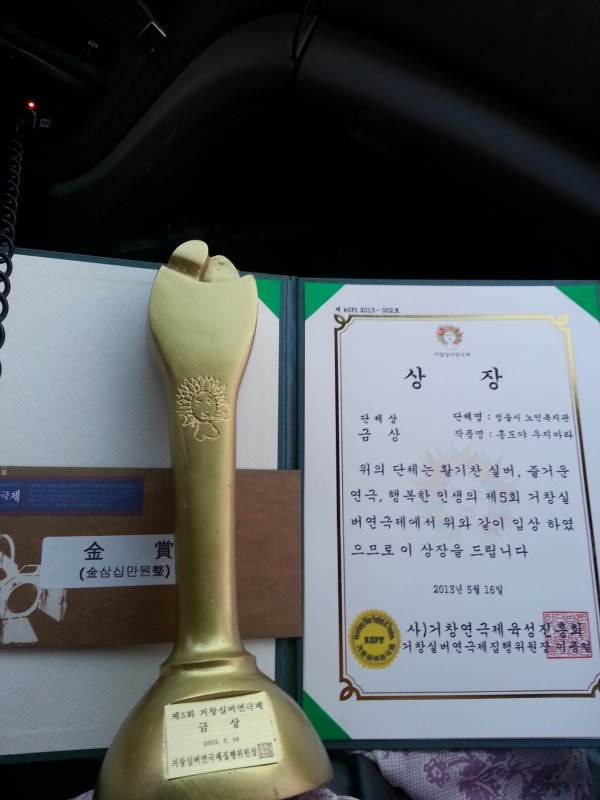 AUX
제 ksft 2013-002호
거창실버연극제
상 장
단체상
금 상
단체명 : 정읍시 노인복지관
작품명 : 홍도야 우지마라
위의 단체는 활기찬 실버, 즐거운
연극, 행복한 인생의 제5회 거창실
버연극제에서 위와 같이 입상 하였
으므로 이 상장을 드립니다
2013년 5월 16일
사)거창연극제육성진흥회
거창실버연극제집행위원장
KSFT
극제
金 賞
(金삼십만원整)
제5회 거창실버연극제
금 상
2013. 5. 16
거창실버연극제집행위원장